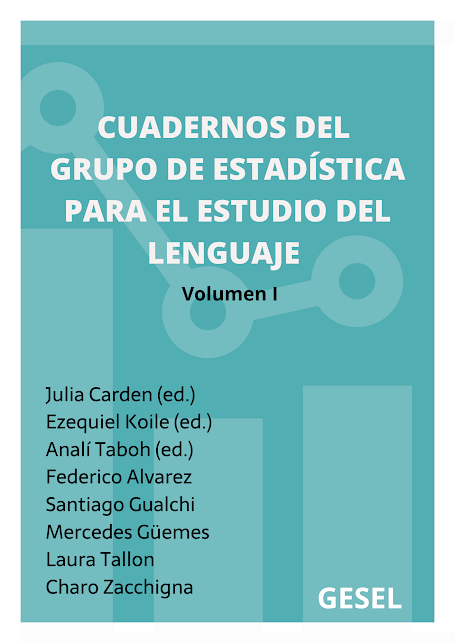 CUADERNOS DEL
GRUPO DE ESTADÍSTICA
PARA EL ESTUDIO DEL
LENGUAJE
Volumen I
Julia Carden (ed.)
Ezequiel Koile (ed.)
Analí Taboh (ed.)
Federico Alvarez
Santiago Gualchi
Mercedes Güemes
Laura Tallon
Charo Zacchigna
GESEL